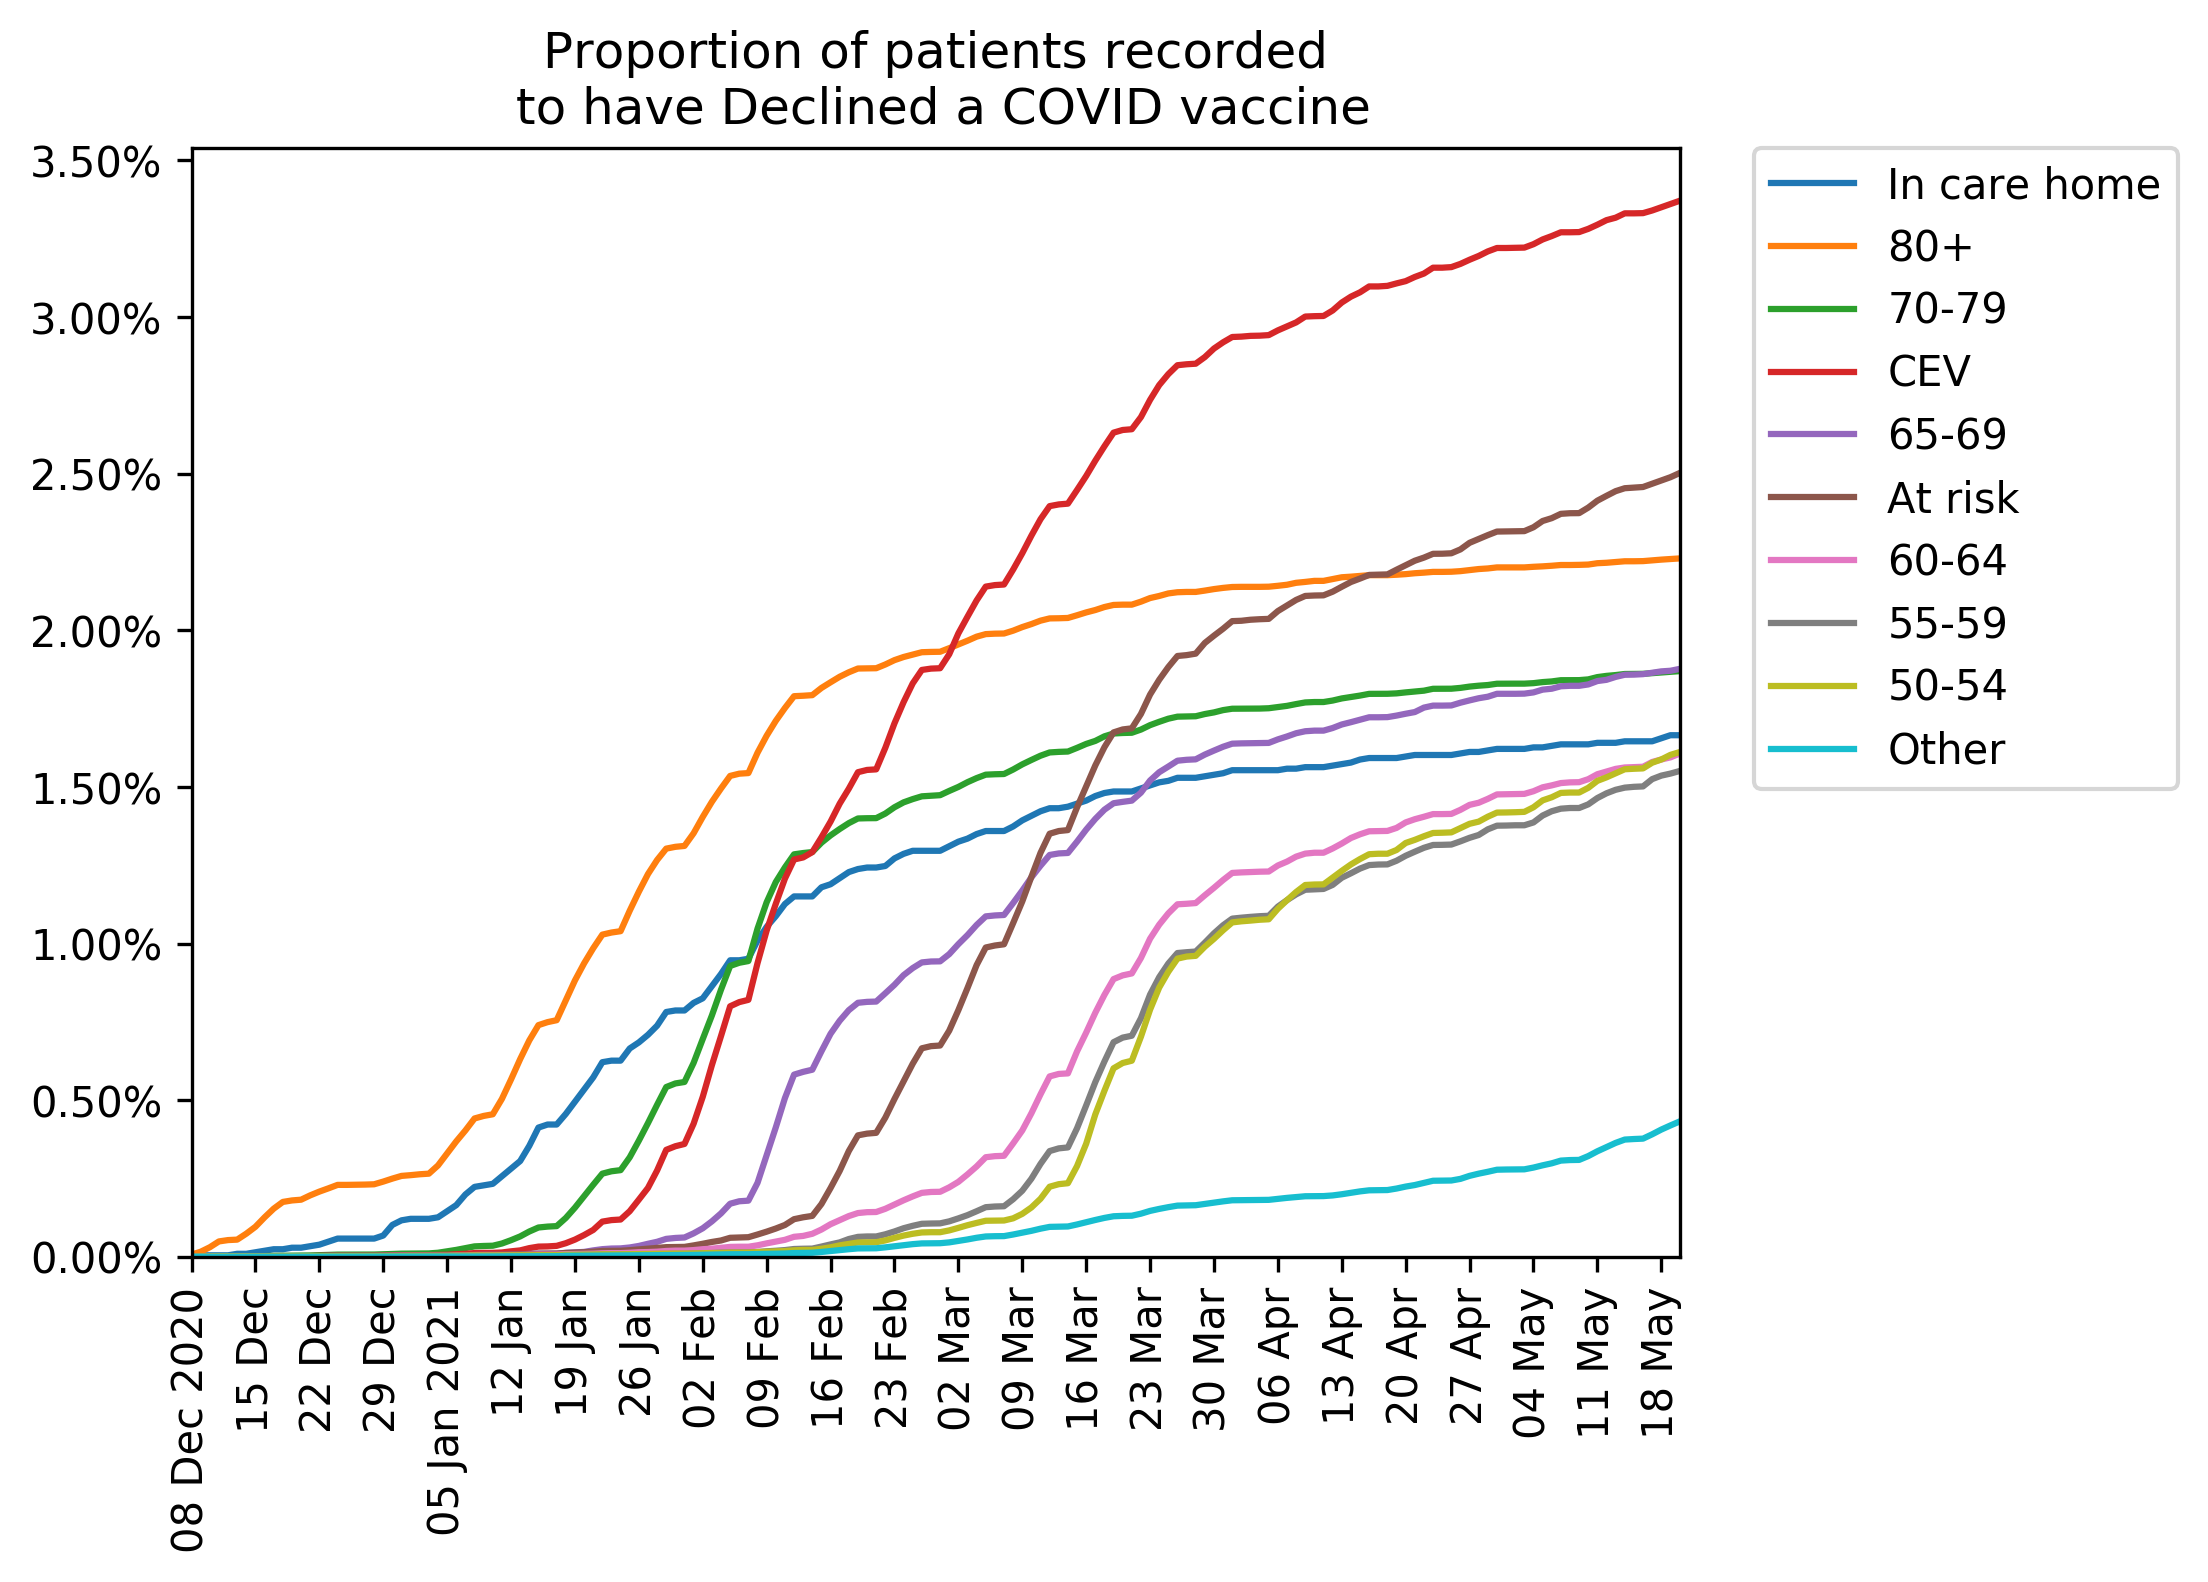 Proportion of patients recorded
to have Declined a COVID vaccine
3.50%
3.00%
2.50%
2.00%
1.50%
1.00%
0.50%
0.00%
08 Dec 2020
15 Dec
22 Dec
29 Dec
05 Jan 2021
12 Jan
19 Jan
26 Jan
02 Feb
09 Feb
16 Feb
23 Feb
02 Mar
09 Mar
16 Mar
23 Mar
30 Mar
06 Apr
13 Apr
20 Apr
27 Apr
04 May
11 May
18 May
In care home
80+
70-79
CEV
65-69
At risk
60-64
55-59
50-54
Other